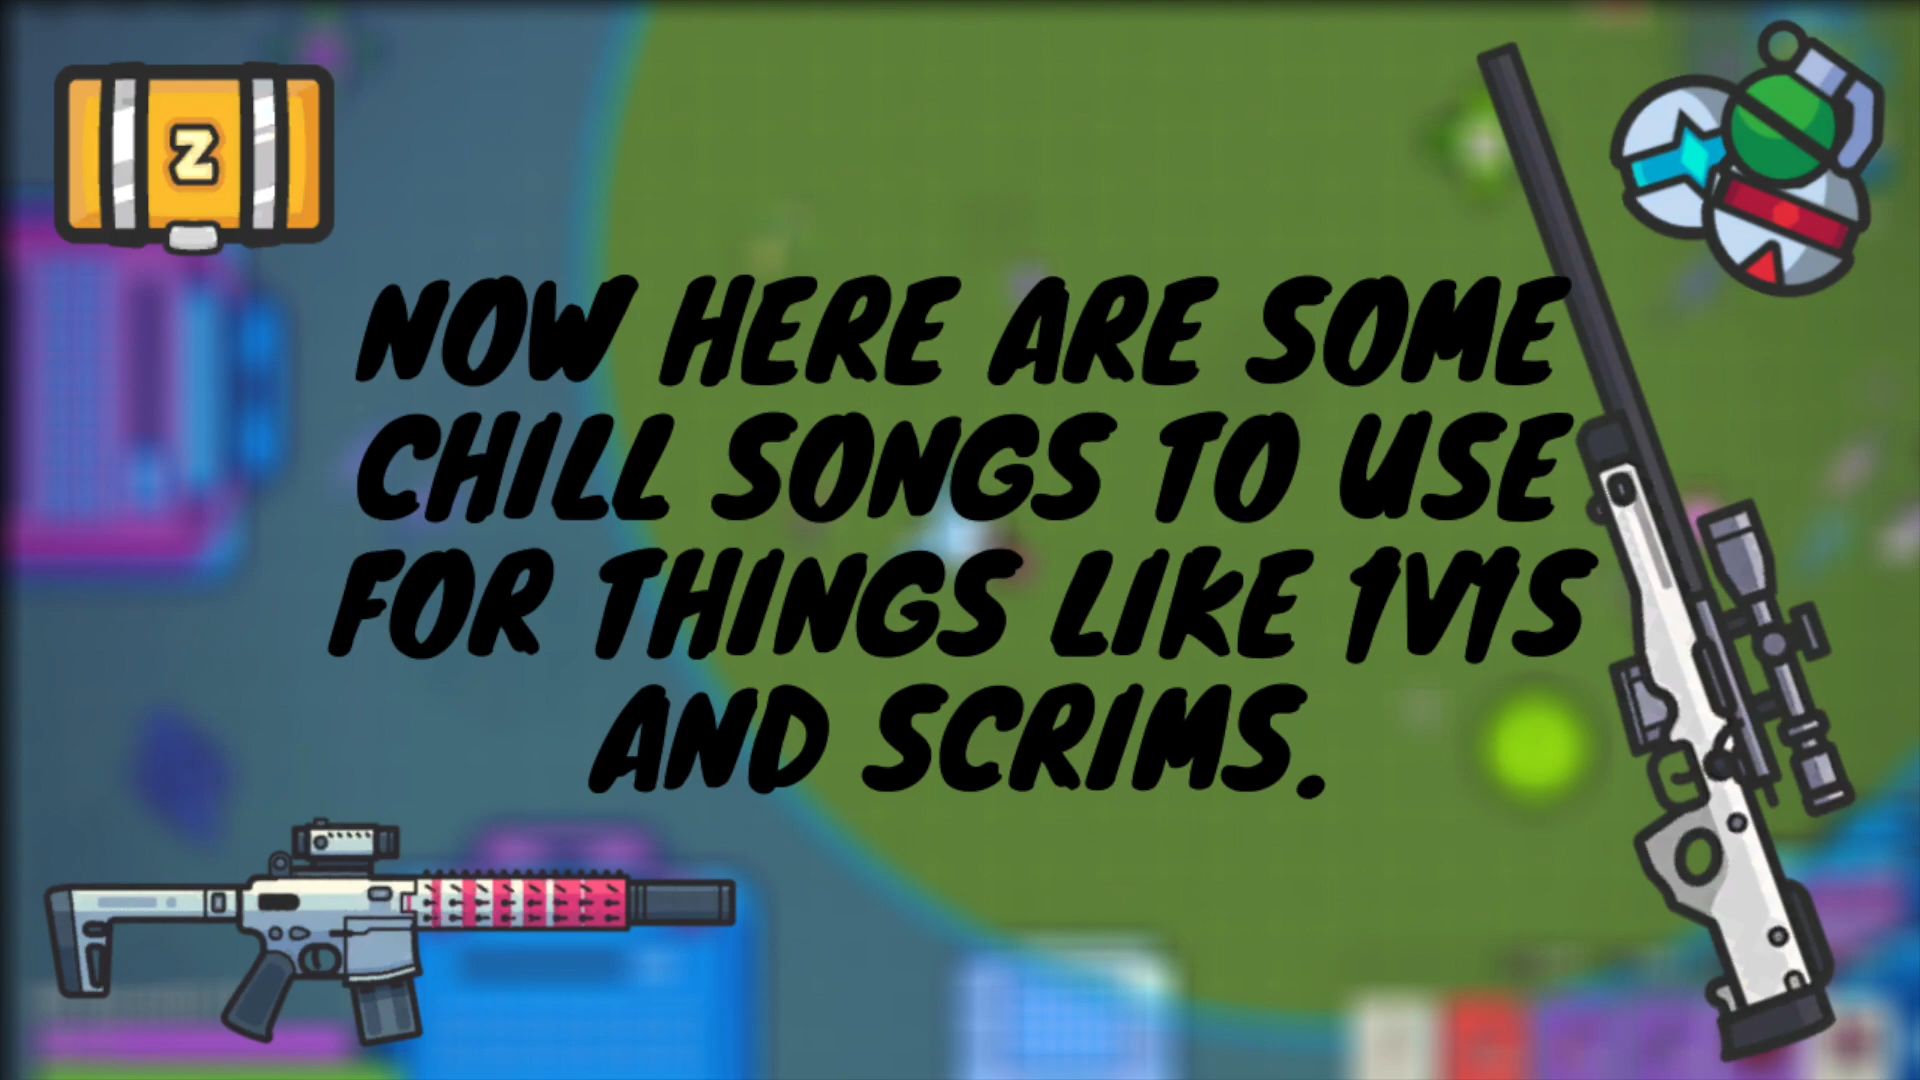 Z
NOW HERE ARE SOME
CHILL SONGS TO USE
FOR THINGS LIKE 1V1S
AND SCRIMS.